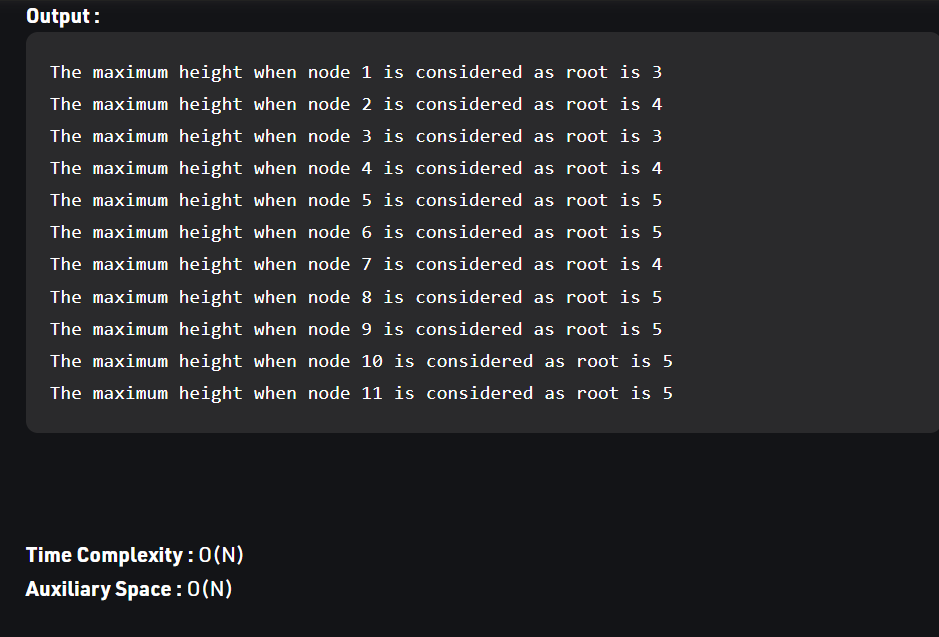 Output :
The maximum height when node 1 is considered as root is 3
The maximum height when node 2 is considered as root is 4
The maximum height when node 3 is considered as root is 3
The maximum height when node 4 is considered as root is 4
The maximum height when node 5 is considered as root is 5
The maximum height when node 6 is considered as root is 5
The maximum height when node 7 is considered as root is 4
The maximum height when node 8 is considered as root is 5
The maximum height when node 9 is considered as root is 5
The maximum height when node 10 is considered as root is 5
The maximum height when node 11 is considered as root is 5
Time Complexity : O(N)
Auxiliary Space : O(N)